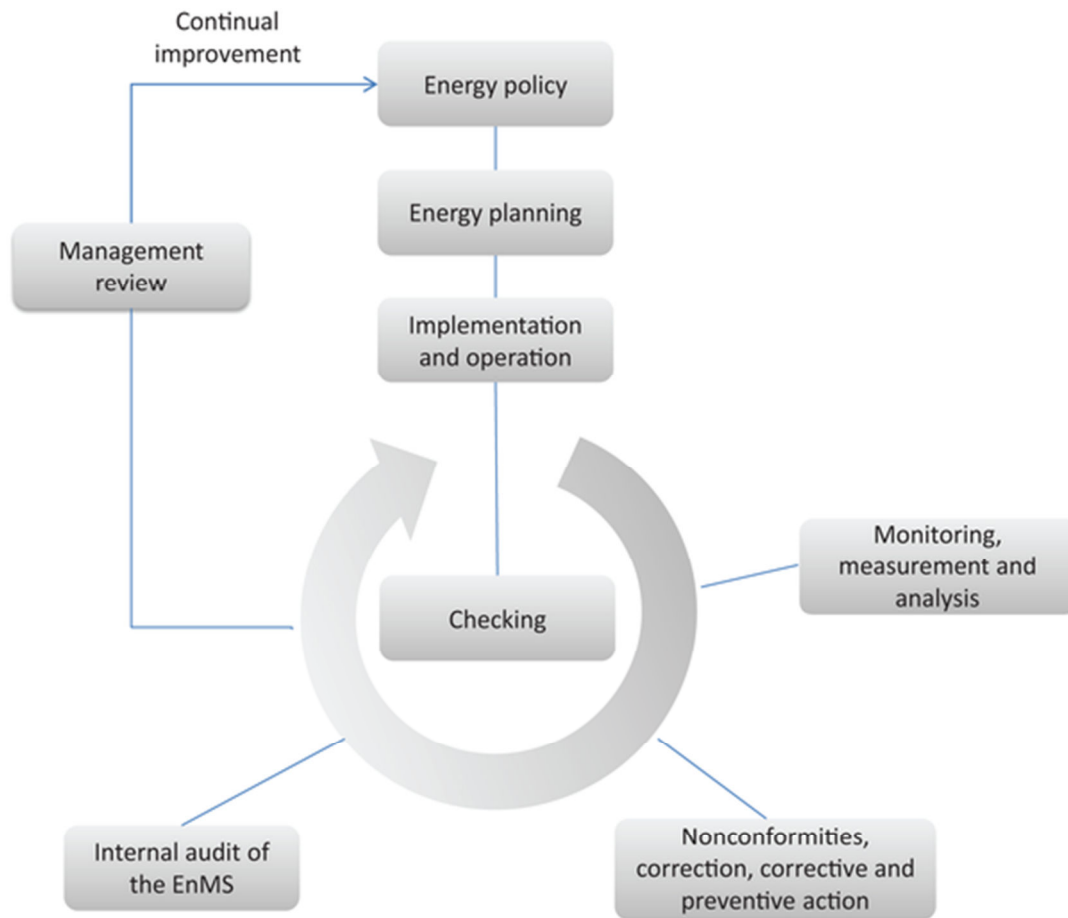 Continual
improvement
Energy policy
Energy planning
Management
review
Implementation
and operation
Monitoring,
measurement and
analysis
Checking
Internal audit of
the EnMS
Nonconformities,
correction, corrective and
preventive action